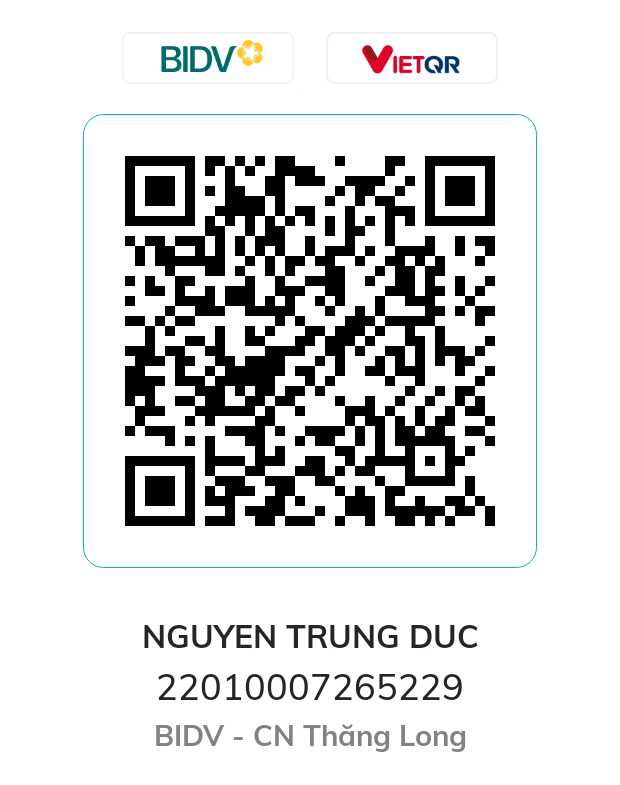 BIDV VIETQR
NGUYEN TRUNG DUC
22010007265229
BIDV - CN Thăng Long